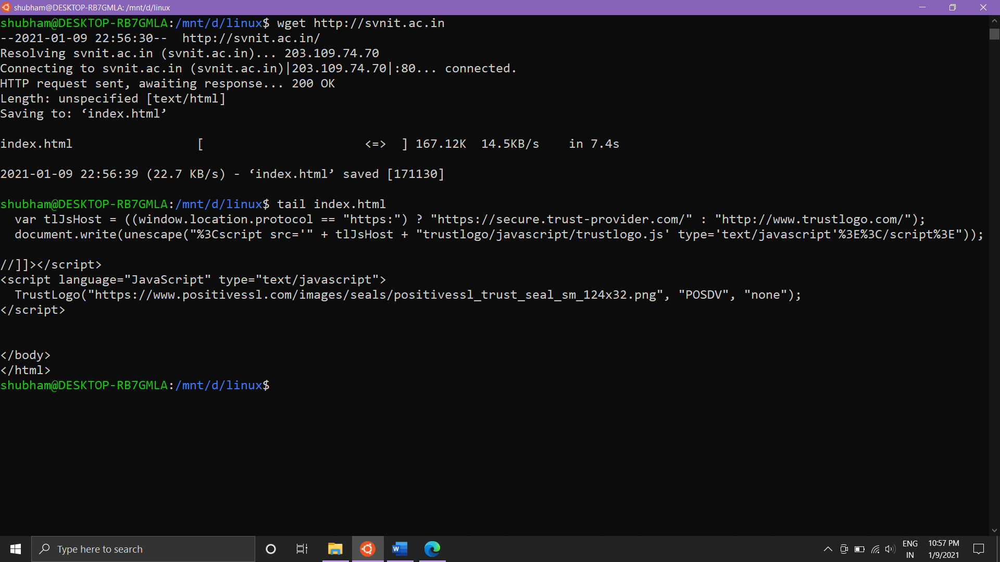 shubham@DESKTOP-RB7GMLA: /mnt/d/linux
shubham@DESKTOP-RB7GMLA:/mnt/d/linux$ wget http://svnit.ac.in
--2021-01-09 22:56:30--  http://svnit.ac.in/
Resolving svnit.ac.in (svnit.ac.in)... 203.109.74.70
Connecting to svnit.ac.in (svnit.ac.in)|203.109.74.70|:80... connected.
HTTP request sent, awaiting response... 200 OK
Length: unspecified [text/html]
Saving to: ‘index.html’
index.html                 [                      <=>  ] 167.12K  14.5KB/s    in 7.4s
2021-01-09 22:56:39 (22.7 KB/s) - ‘index.html’ saved [171130]
shubham@DESKTOP-RB7GMLA:/mnt/d/linux$ tail index.html
  var tlJsHost = ((window.location.protocol == "https:") ? "https://secure.trust-provider.com/" : "http://www.trustlogo.com/");
  document.write(unescape("%3Cscript src='" + tlJsHost + "trustlogo/javascript/trustlogo.js' type='text/javascript'%3E%3C/script%3E"));
//]]></script>
<script language="JavaScript" type="text/javascript">
  TrustLogo("https://www.positivessl.com/images/seals/positivessl_trust_seal_sm_124x32.png", "POSDV", "none");
</script>
</body>
</html>
shubham@DESKTOP-RB7GMLA:/mnt/d/linux$
Type here to search
W
ENG
IN
10:57 PM
1/9/2021